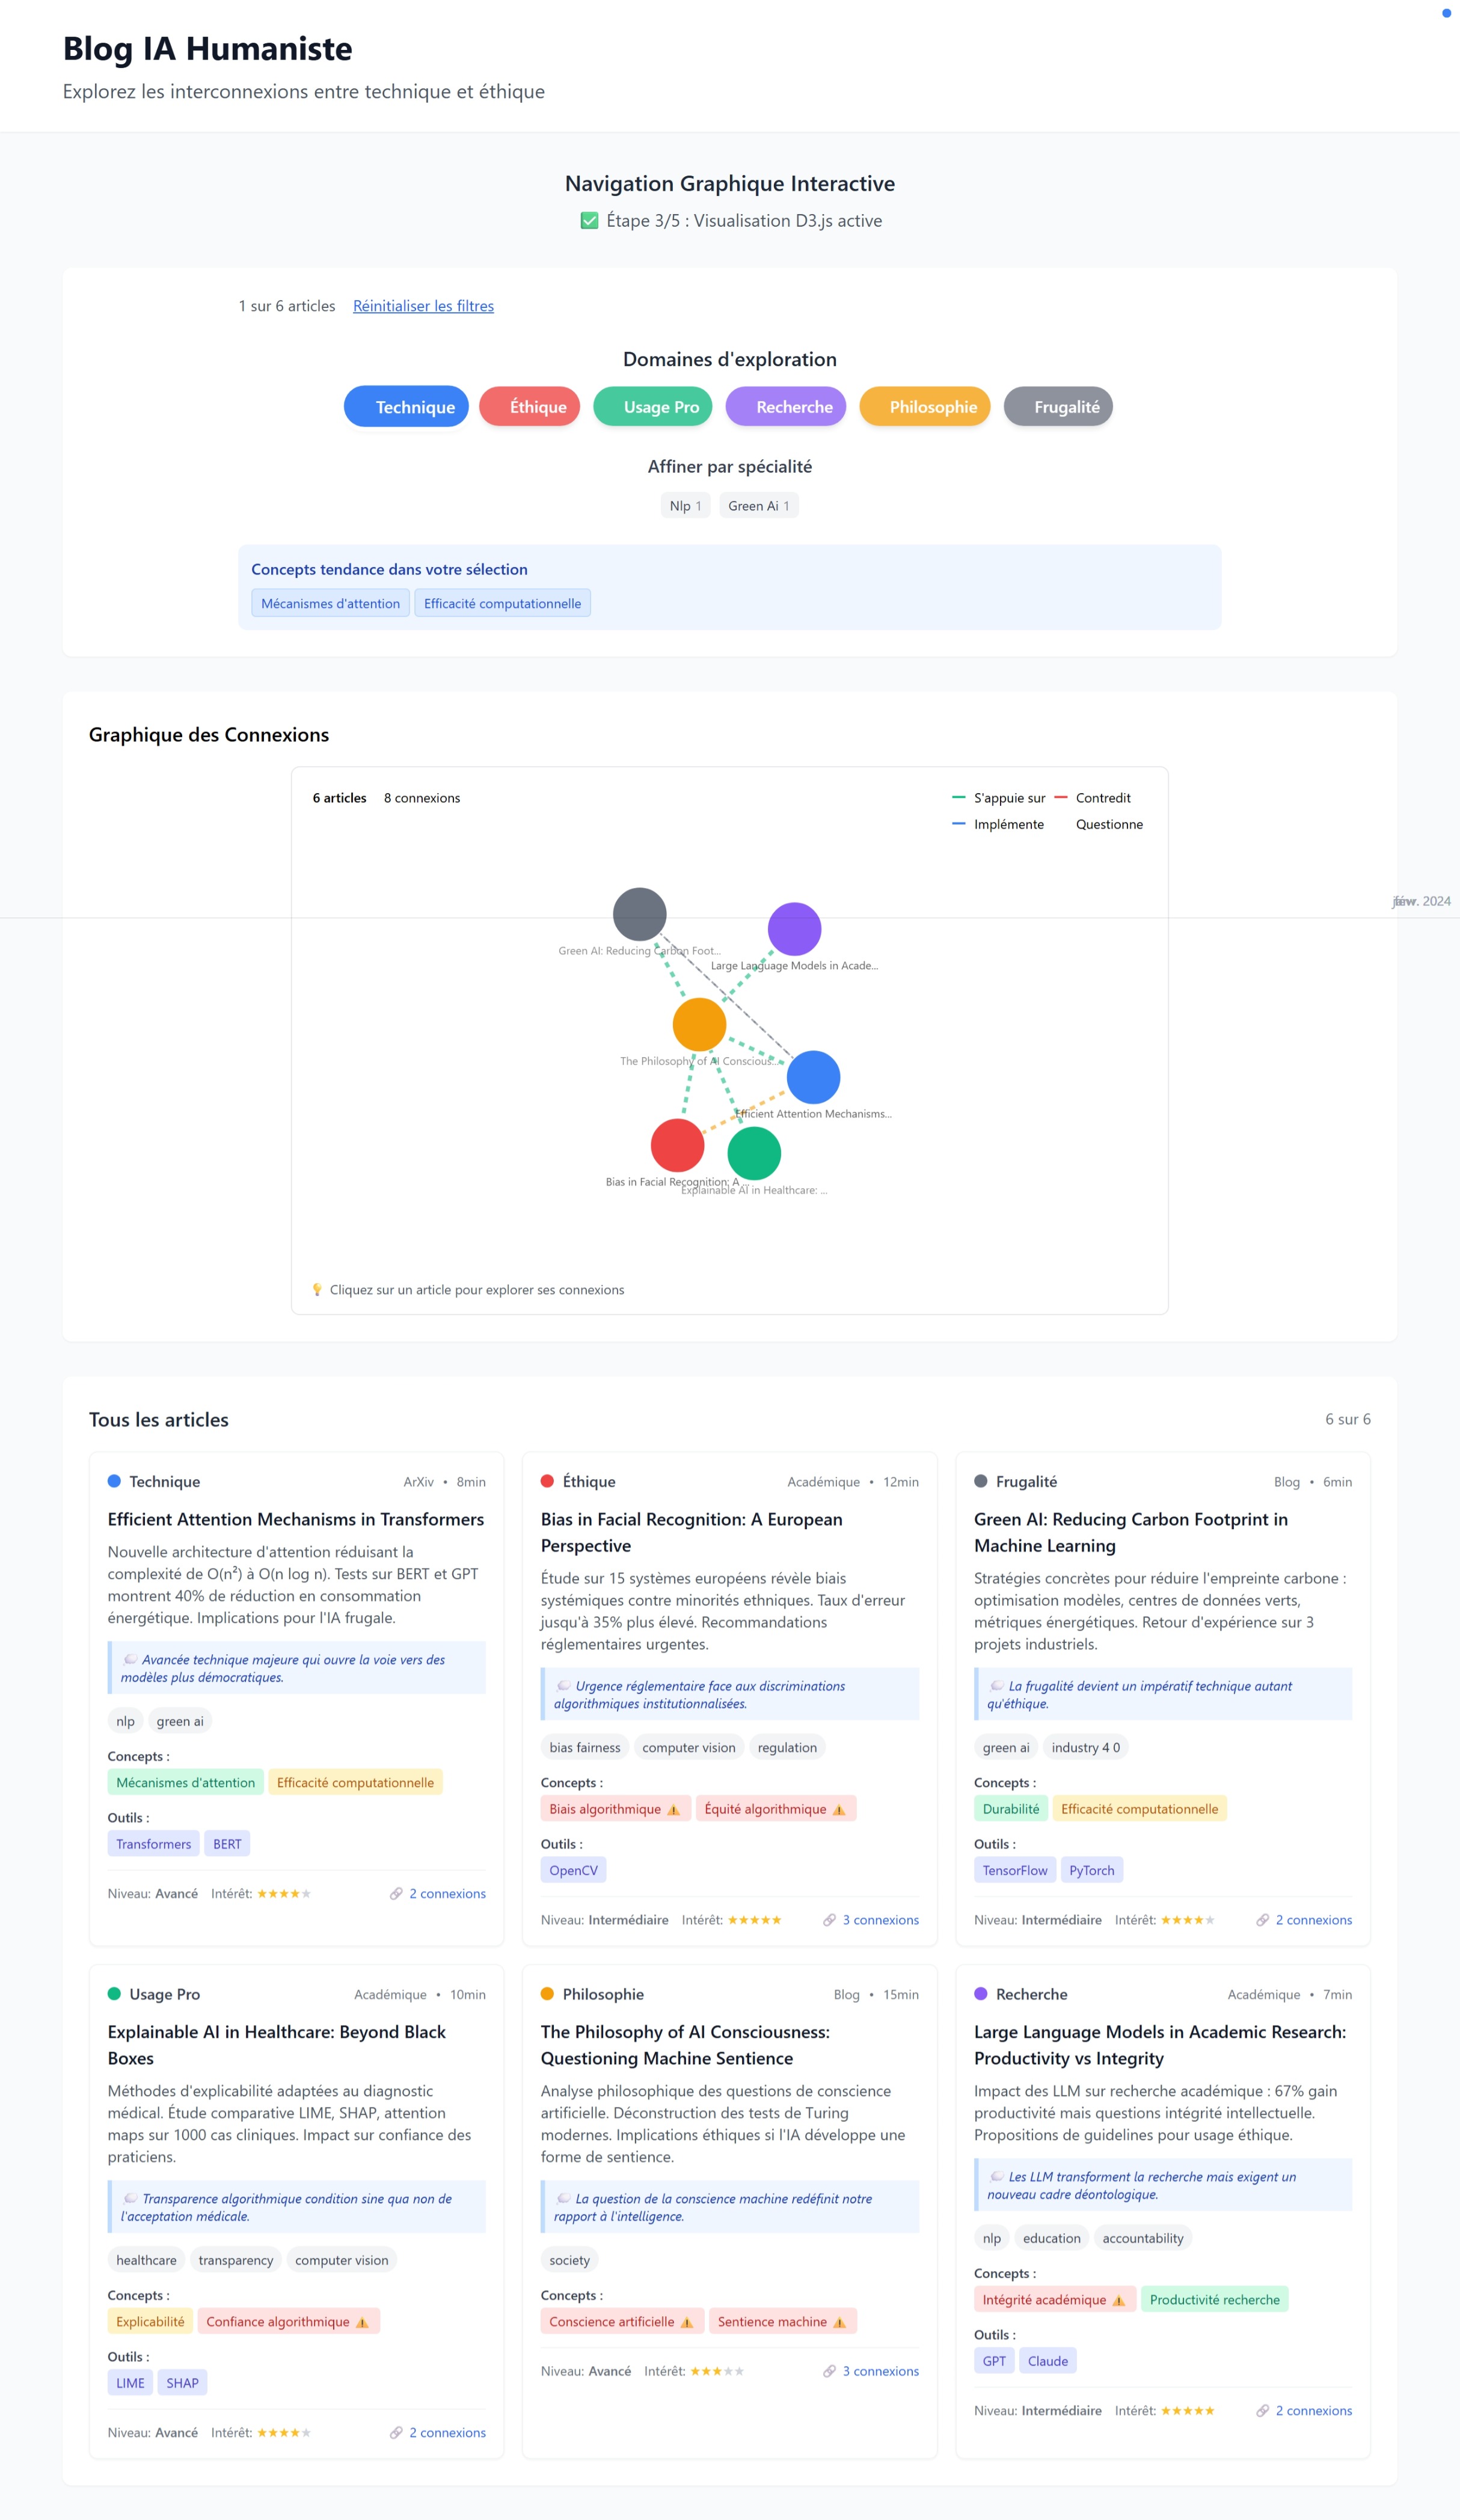 Blog IA Humaniste
Explorez les interconnexions entre technique et éthique
Navigation Graphique Interactive
✅ Étape 3/5 : Visualisation D3.js active
1 sur 6 articles Réinitialiser les filtres
Domaines d'exploration
Technique Éthique Usage Pro Recherche Philosophie Frugalité
Affiner par spécialité
Nlp 1 Green Ai 1
Concepts tendance dans votre sélection
Mécanismes d'attention Efficacité computationnelle
Graphique des Connexions
6 articles 8 connexions
S'appuie sur Contredit
Implémente Questionne
févr. 2024
Green AI: Reducing Carbon Foot...
Large Language Models in Acade...
The Philosophy of AI Conscious...
Efficient Attention Mechanisms...
Bias in Facial Recognition: A ...
Explainable AI in Healthcare: ...
💡 Cliquez sur un article pour explorer ses connexions
Tous les articles
6 sur 6
Technique ArXiv • 8min
Efficient Attention Mechanisms in Transformers
Nouvelle architecture d'attention réduisant la
complexité de O(n²) à O(n log n). Tests sur BERT et GPT
montrent 40% de réduction en consommation
énergétique. Implications pour l'IA frugale.
Avancée technique majeure qui ouvre la voie vers des
modèles plus démocratiques.
nlp green ai
Concepts :
Mécanismes d'attention Efficacité computationnelle
Outils :
Transformers BERT
Niveau: Avancé Intérêt: ★★★★★ 🔗 2 connexions
Éthique Académique • 12min
Bias in Facial Recognition: A European
Perspective
Étude sur 15 systèmes européens révèle biais
systémiques contre minorités ethniques. Taux d'erreur
jusqu'à 35% plus élevé. Recommandations
réglementaires urgentes.
Urgence réglementaire face aux discriminations
algorithmiques institutionnalisées.
bias fairness computer vision regulation
Concepts :
Biais algorithmique ⚠️ Équité algorithmique ⚠️
Outils :
OpenCV
Niveau: Intermédiaire Intérêt: ★★★★★ 🔗 3 connexions
Frugalité Blog • 6min
Green AI: Reducing Carbon Footprint in
Machine Learning
Stratégies concrètes pour réduire l'empreinte carbone :
optimisation modèles, centres de données verts,
métriques énergétiques. Retour d'expérience sur 3
projets industriels.
La frugalité devient un impératif technique autant
qu'éthique.
green ai industry 4 0
Concepts :
Durabilité Efficacité computationnelle
Outils :
TensorFlow PyTorch
Niveau: Intermédiaire Intérêt: ★★★★★ 🔗 2 connexions
Usage Pro Académique • 10min
Explainable AI in Healthcare: Beyond Black
Boxes
Méthodes d'explicabilité adaptées au diagnostic
médical. Étude comparative LIME, SHAP, attention
maps sur 1000 cas cliniques. Impact sur confiance des
praticiens.
Transparence algorithmique condition sine qua non de
l'acceptation médicale.
healthcare transparency computer vision
Concepts :
Explicabilité Confiance algorithmique ⚠️
Outils :
LIME SHAP
Niveau: Avancé Intérêt: ★★★★★ 🔗 2 connexions
Philosophie Blog • 15min
The Philosophy of AI Consciousness:
Questioning Machine Sentience
Analyse philosophique des questions de conscience
artificielle. Déconstruction des tests de Turing
modernes. Implications éthiques si l'IA développe une
forme de sentience.
La question de la conscience machine redéfinit notre
rapport à l'intelligence.
society
Concepts :
Conscience artificielle ⚠️ Sentience machine ⚠️
Niveau: Avancé Intérêt: ★★★★★ 🔗 3 connexions
Recherche Académique • 7min
Large Language Models in Academic Research:
Productivity vs Integrity
Impact des LLM sur recherche académique : 67% gain
productivité mais questions intégrité intellectuelle.
Propositions de guidelines pour usage éthique.
Les LLM transforment la recherche mais exigent un
nouveau cadre déontologique.
nlp education accountability
Concepts :
Intégrité académique ⚠️ Productivité recherche
Outils :
GPT Claude
Niveau: Intermédiaire Intérêt: ★★★★★ 🔗 2 connexions